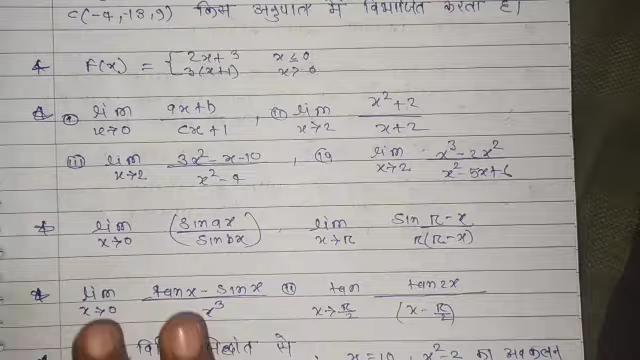 C(-4,-13,9) किस अनुपात में विभाजित करता है।
F(x) = { 2x+3 x≤0
3(x+1) x>0
(i) lim x→0 ax+b / cx+1 , (ii) lim x→2 x²+2 / x+2
(iii) lim x→2 3x²-x-10 / x²-4 , (iv) lim x→2 x³-2x² / x²-5x+6
lim x→0 (sin ax / sin bx) lim x→π sin π-x / π(π-x)
lim x→0 tan x - sin x / x³ (ii) tan x→π/2 tan 2x / (x-π/2)
से x=10, x²-2 का अवकलन